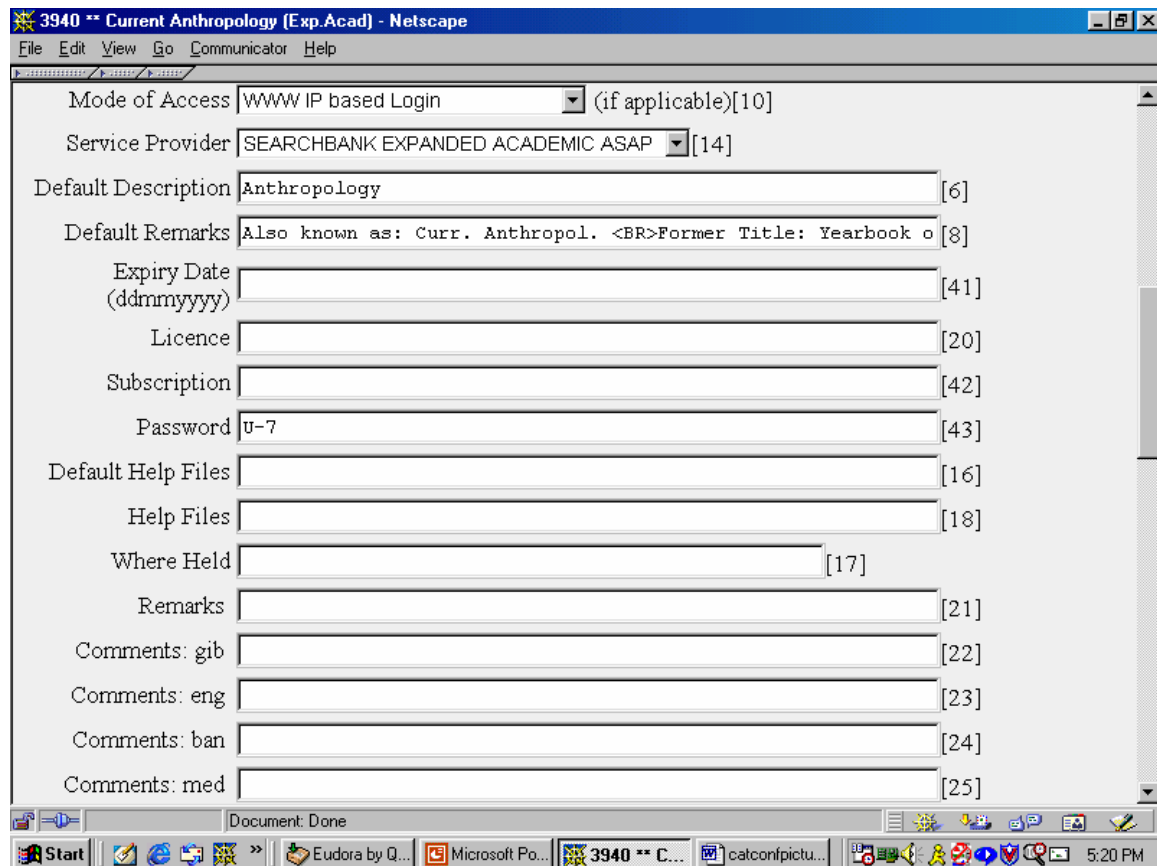 3940 ** Current Anthropology (Exp.Acad) - Netscape
File Edit View Go Communicator Help
Mode of Access WWW IP based Login (if applicable)[10]
Service Provider SEARCHBANK EXPANDED ACADEMIC ASAP [14]
Default Description Anthropology [6]
Default Remarks Also known as: Curr. Anthropol. <BR>Former Title: Yearbook o [8]
Expiry Date
(ddmmyyyy) [41]
Licence [20]
Subscription [42]
Password U-7 [43]
Default Help Files [16]
Help Files [18]
Where Held [17]
Remarks [21]
Comments: gib [22]
Comments: eng [23]
Comments: ban [24]
Comments: med [25]
Document: Done
Start » Eudora by Q... Microsoft Po... 3940 ** C... catconfpictu... 5:20 PM